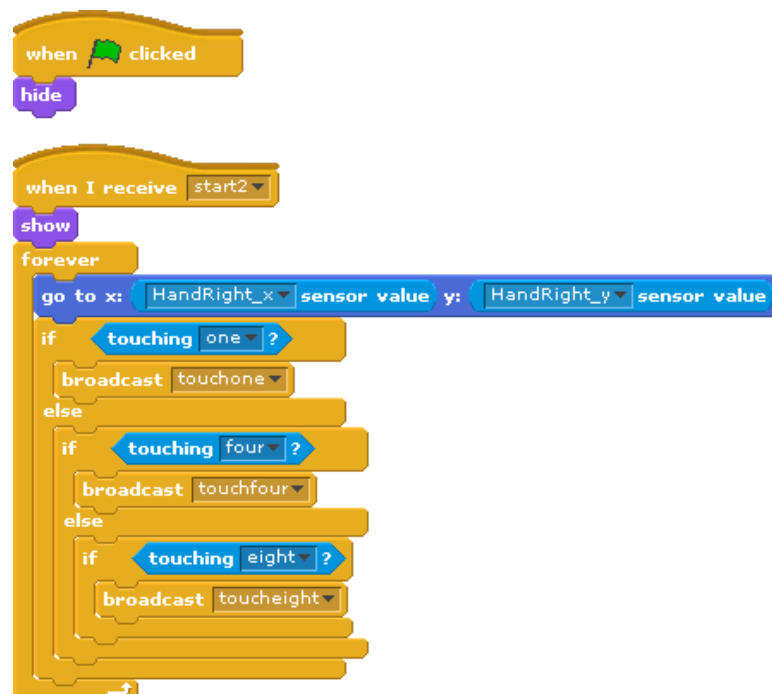 when clicked
hide
when I receive start2
show
forever
go to x: HandRight_x sensor value y: HandRight_y sensor value
if touching one ?
broadcast touchone
else
if touching four ?
broadcast touchfour
else
if touching eight ?
broadcast toucheight